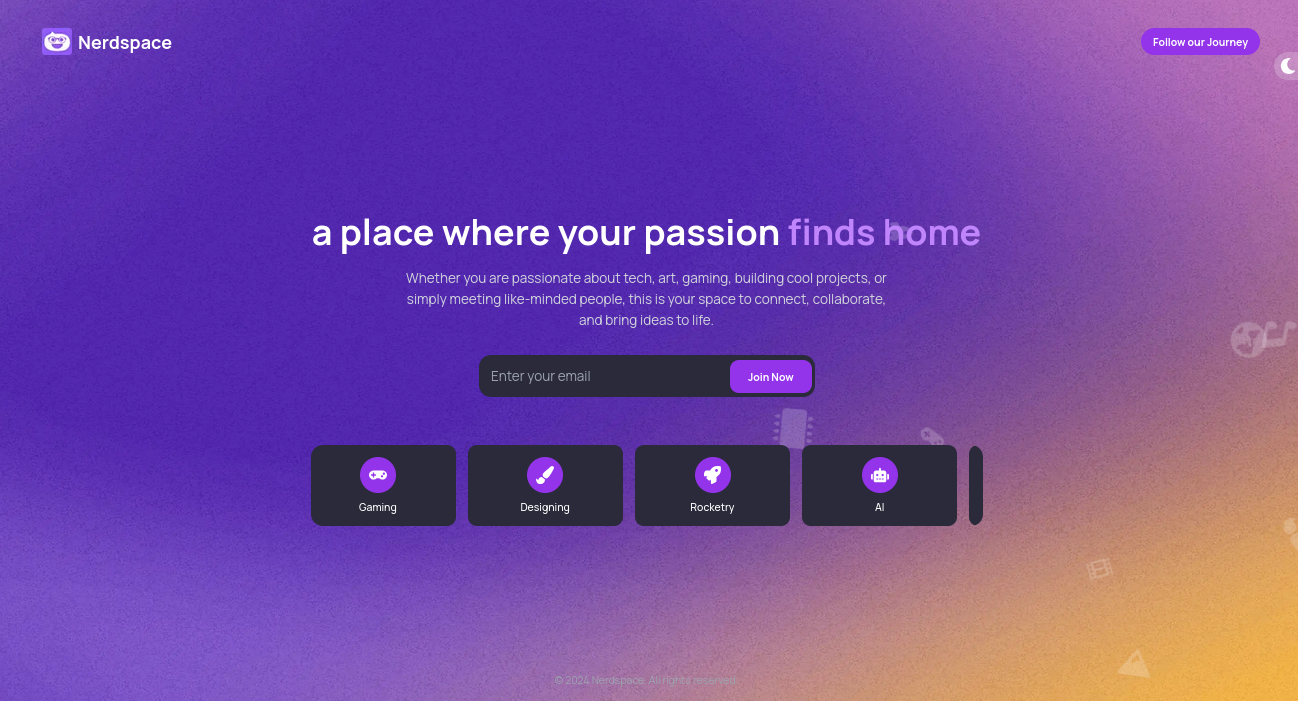 Nerdspace
Follow our Journey
a place where your passion finds home
Whether you are passionate about tech, art, gaming, building cool projects, or
simply meeting like-minded people, this is your space to connect, collaborate,
and bring ideas to life.
Enter your email
Join Now
Gaming
Designing
Rocketry
AI
© 2024 Nerdspace. All rights reserved.